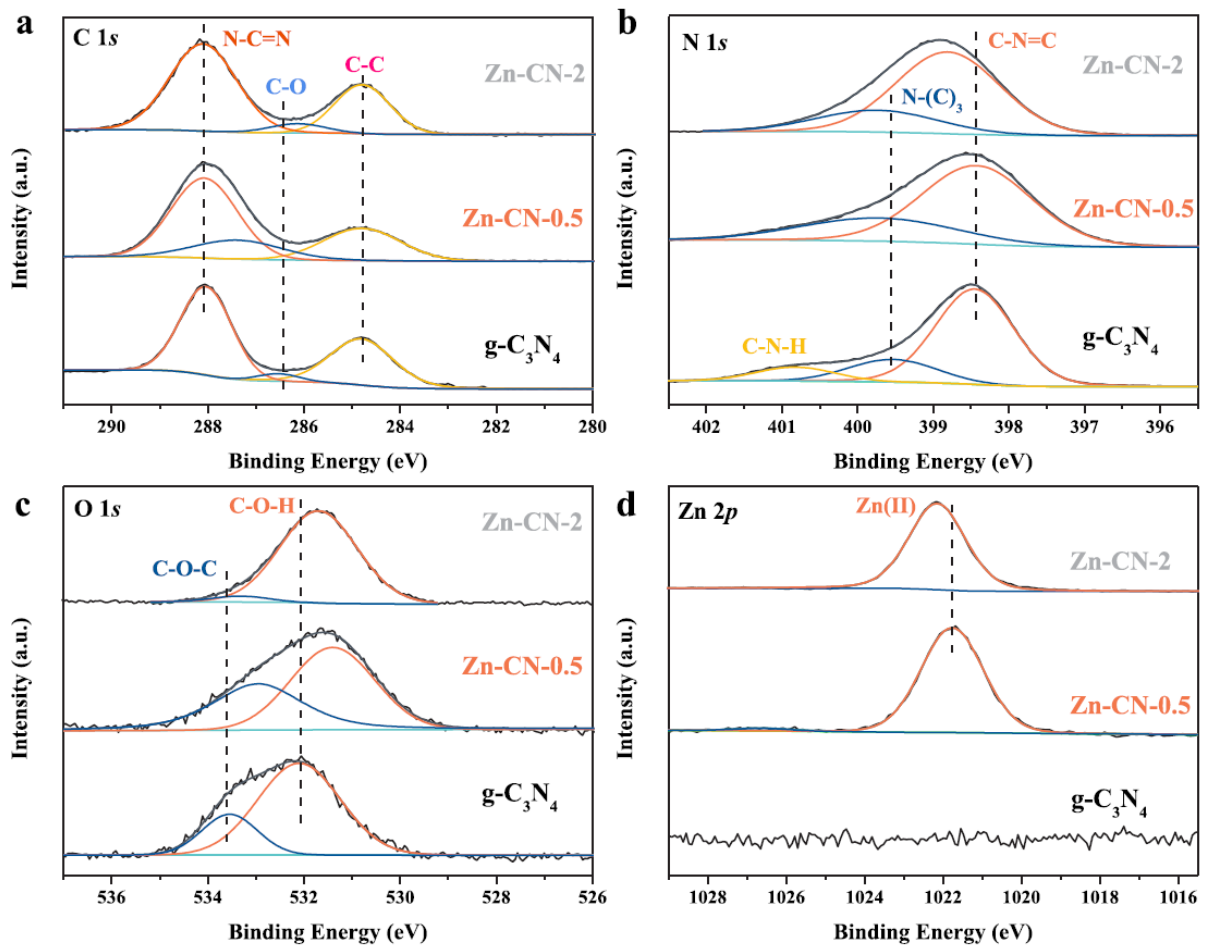 a
C 1s
N-C=N
C-O
C-C
Zn-CN-2
Zn-CN-0.5
g-C₃N₄
Intensity (a.u.)
290 288 286 284 282 280
Binding Energy (eV)
b
N 1s
C-N=C
N-(C)₃
Zn-CN-2
Zn-CN-0.5
C-N-H
g-C₃N₄
Intensity (a.u.)
402 401 400 399 398 397 396
Binding Energy (eV)
c
O 1s
C-O-H
C-O-C
Zn-CN-2
Zn-CN-0.5
g-C₃N₄
Intensity (a.u.)
536 534 532 530 528 526
Binding Energy (eV)
d
Zn 2p
Zn(II)
Zn-CN-2
Zn-CN-0.5
g-C₃N₄
Intensity (a.u.)
1028 1026 1024 1022 1020 1018 1016
Binding Energy (eV)